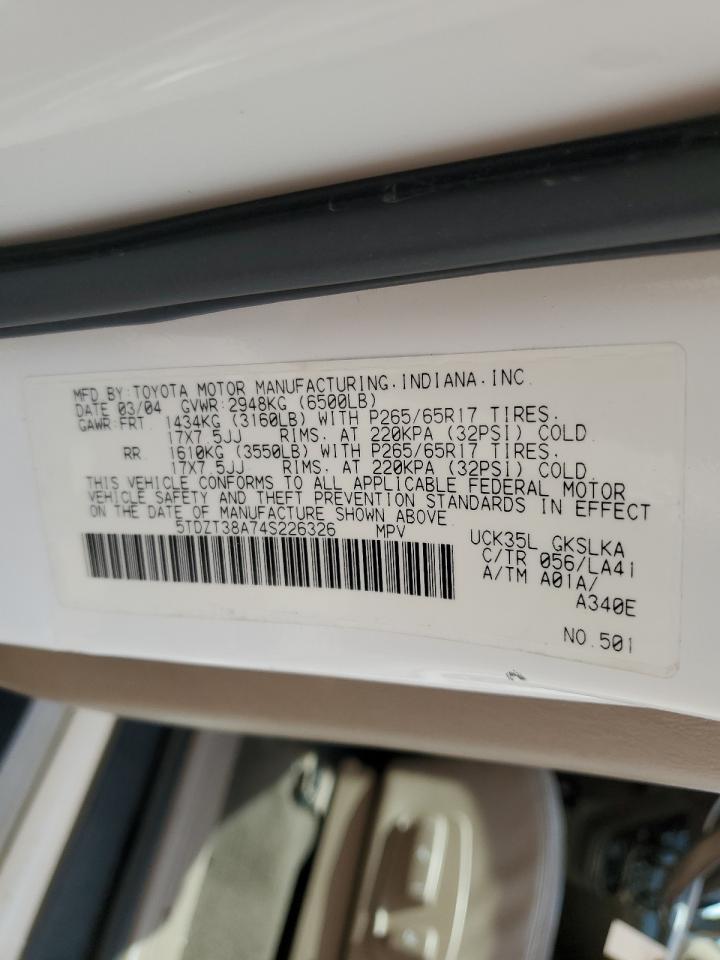 MFD BY:TOYOTA MOTOR MANUFACTURING.INDIANA.INC.
DATE 03/04 GVWR:2948KG (6500LB)
GAWR:FRT. 1434KG (3160LB) WITH P265/65R17 TIRES.
17X7.5JJ RIMS. AT 220KPA (32PSI) COLD.
RR. 1610KG (3550LB) WITH P265/65R17 TIRES.
17X7.5JJ RIMS. AT 220KPA (32PSI) COLD.
THIS VEHICLE CONFORMS TO ALL APPLICABLE FEDERAL MOTOR
VEHICLE SAFETY AND THEFT PREVENTION STANDARDS IN EFFECT
ON THE DATE OF MANUFACTURE SHOWN ABOVE.
5TDZT38A74S226326 MPV
UCK35L GKSLKA
C/TR 056/LA41
A/TM A01A/
A340E
NO.501